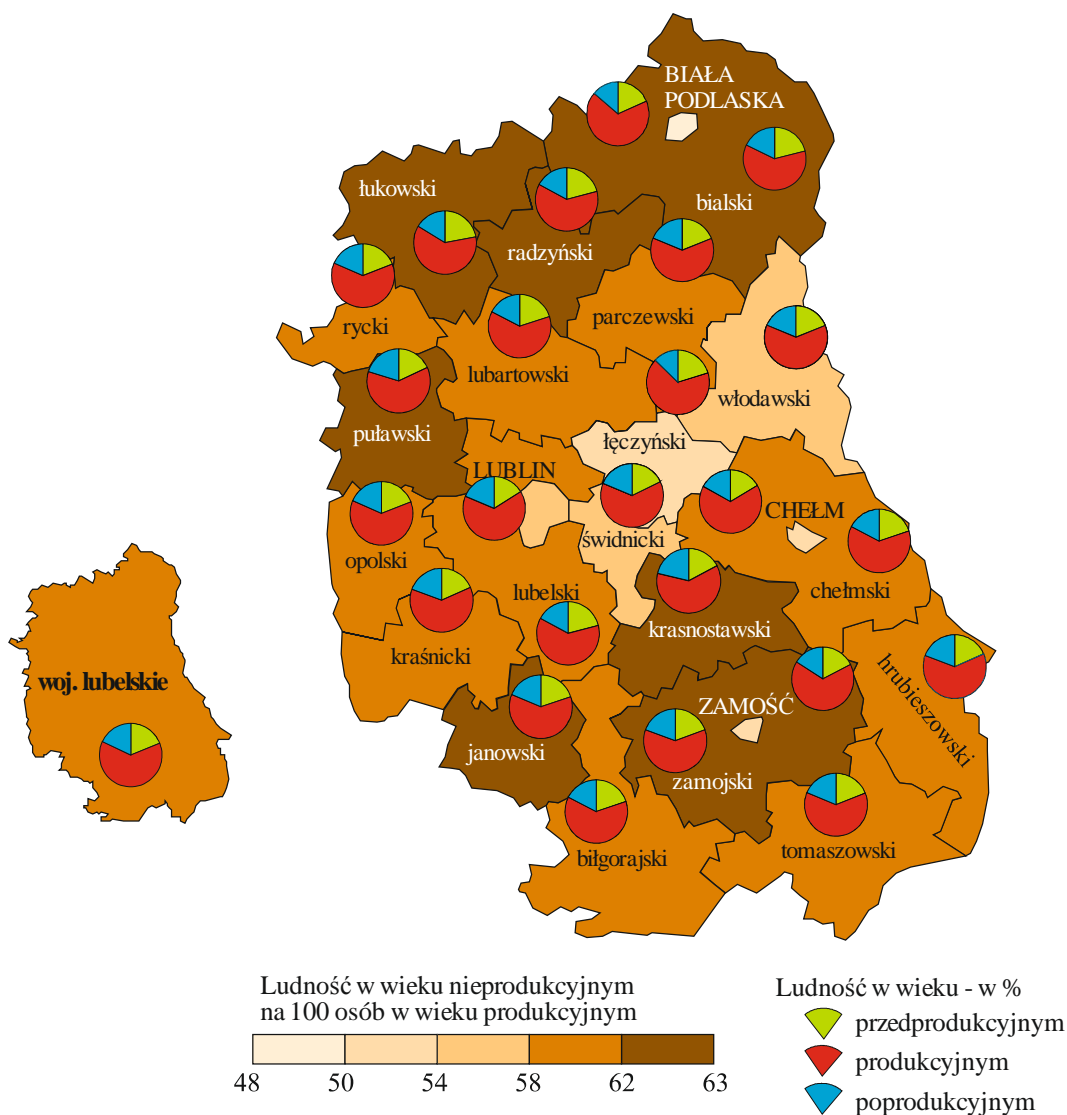 BIAŁA
PODLASKA
łukowski
bialski
radzyński
rycki
parczewski
lubartowski
włodawski
puławski
łęczyński
LUBLIN
CHEŁM
świdnicki
opolski
lubelski
chełmski
krasnostawski
kraśnicki
hrubieszowski
woj. lubelskie
ZAMOŚĆ
janowski
zamojski
tomaszowski
biłgorajski
Ludność w wieku nieprodukcyjnym
na 100 osób w wieku produkcyjnym
48 50 54 58 62 63
Ludność w wieku - w %
przedprodukcyjnym
produkcyjnym
poprodukcyjnym